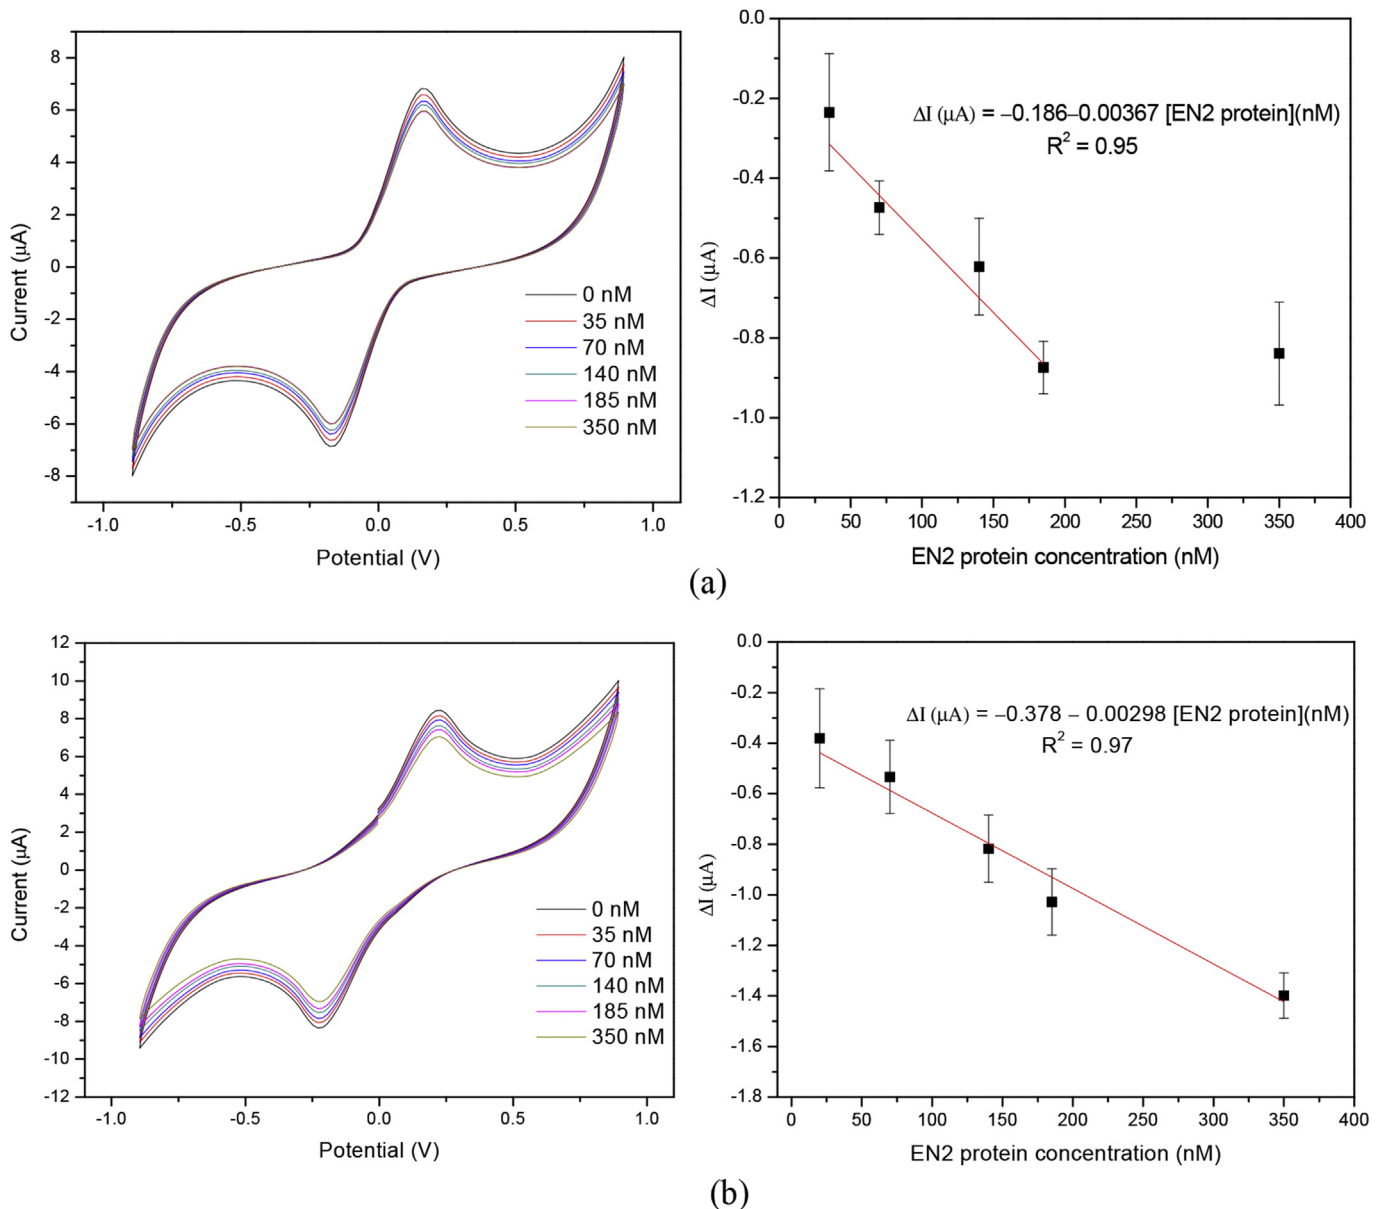 8
6
4
2
0
-2
-4
-6
-8
Current (µA)
0 nM
35 nM
70 nM
140 nM
185 nM
350 nM
-1.0
-0.5
0.0
0.5
1.0
Potential (V)
0.0
-0.2
-0.4
-0.6
-0.8
-1.0
-1.2
ΔI (µA)
ΔI (µA) = –0.186–0.00367 [EN2 protein](nM)
R² = 0.95
0
50
100
150
200
250
300
350
400
EN2 protein concentration (nM)
(a)
12
10
8
6
4
2
0
-2
-4
-6
-8
-10
-12
Current (µA)
0 nM
35 nM
70 nM
140 nM
185 nM
350 nM
-1.0
-0.5
0.0
0.5
1.0
Potential (V)
0.0
-0.2
-0.4
-0.6
-0.8
-1.0
-1.2
-1.4
-1.6
-1.8
ΔI (µA)
ΔI (µA) = –0.378 – 0.00298 [EN2 protein](nM)
R² = 0.97
0
50
100
150
200
250
300
350
400
EN2 protein concentration (nM)
(b)